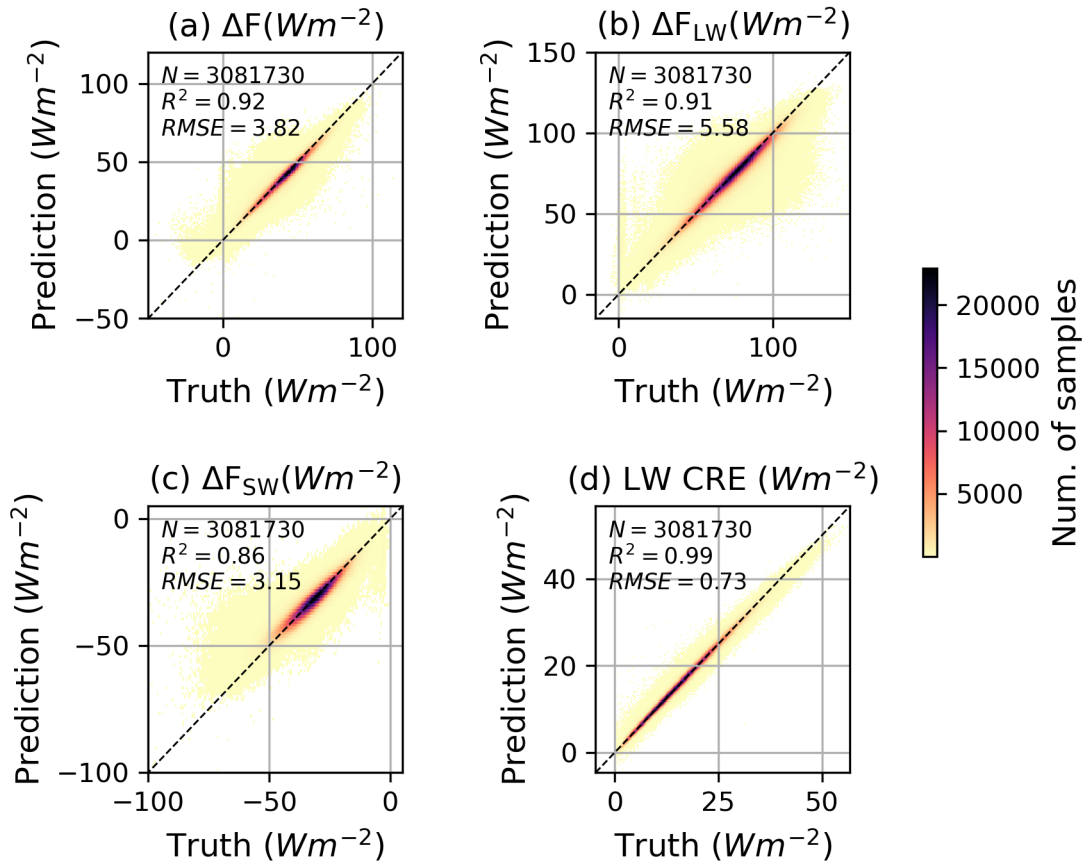 (a) ΔF(Wm⁻²)
N = 3081730
R² = 0.92
RMSE = 3.82
100
50
0
−50
0
100
Prediction (Wm⁻²)
Truth (Wm⁻²)
(b) ΔF_LW(Wm⁻²)
N = 3081730
R² = 0.91
RMSE = 5.58
150
100
50
0
0
100
Prediction (Wm⁻²)
Truth (Wm⁻²)
(c) ΔF_SW(Wm⁻²)
N = 3081730
R² = 0.86
RMSE = 3.15
0
−50
−100
−100
−50
0
Prediction (Wm⁻²)
Truth (Wm⁻²)
(d) LW CRE (Wm⁻²)
N = 3081730
R² = 0.99
RMSE = 0.73
40
20
0
0
25
50
Prediction (Wm⁻²)
Truth (Wm⁻²)
20000
15000
10000
5000
Num. of samples